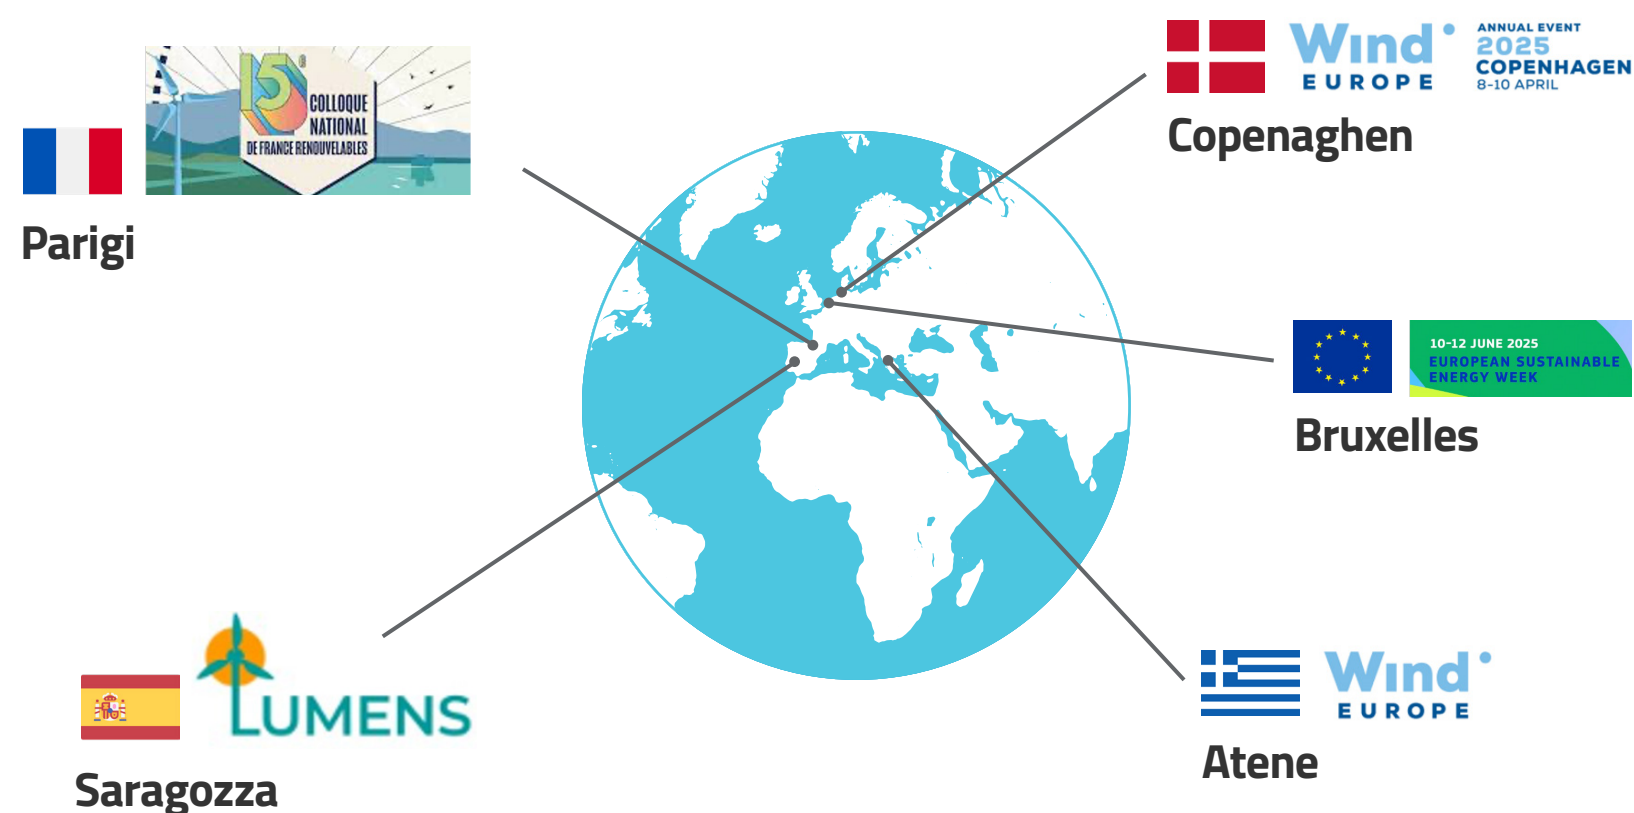 15e
COLLOQUE
NATIONAL
DE FRANCE RENOUVELABLES
Parigi
Wind
EUROPE
ANNUAL EVENT
2025
COPENHAGEN
8-10 APRIL
Copenaghen
10-12 JUNE 2025
EUROPEAN SUSTAINABLE
ENERGY WEEK
Bruxelles
LUMENS
Saragozza
Wind
EUROPE
Atene